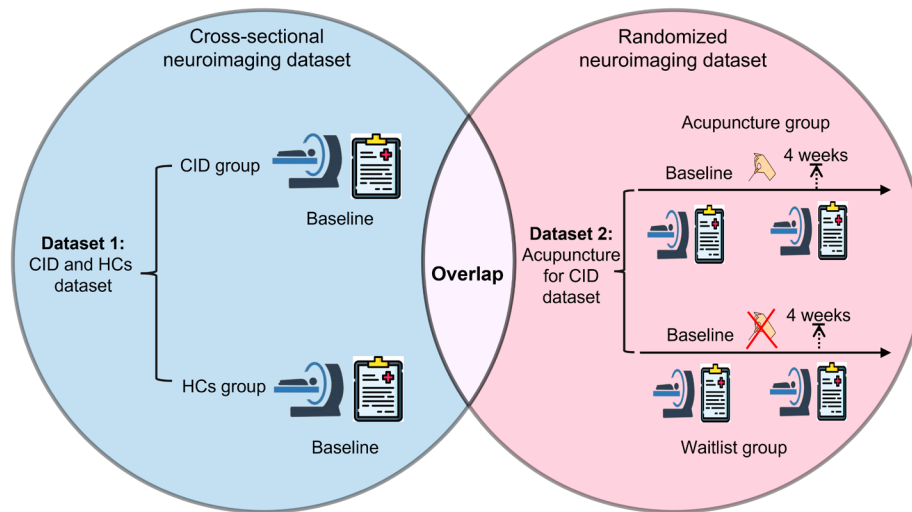 Cross-sectional
neuroimaging dataset
CID group
Baseline
Dataset 1:
CID and HCs
dataset
HCs group
Baseline
Overlap
Randomized
neuroimaging dataset
Acupuncture group
Baseline
4 weeks
Dataset 2:
Acupuncture
for CID
dataset
Baseline
4 weeks
Waitlist group